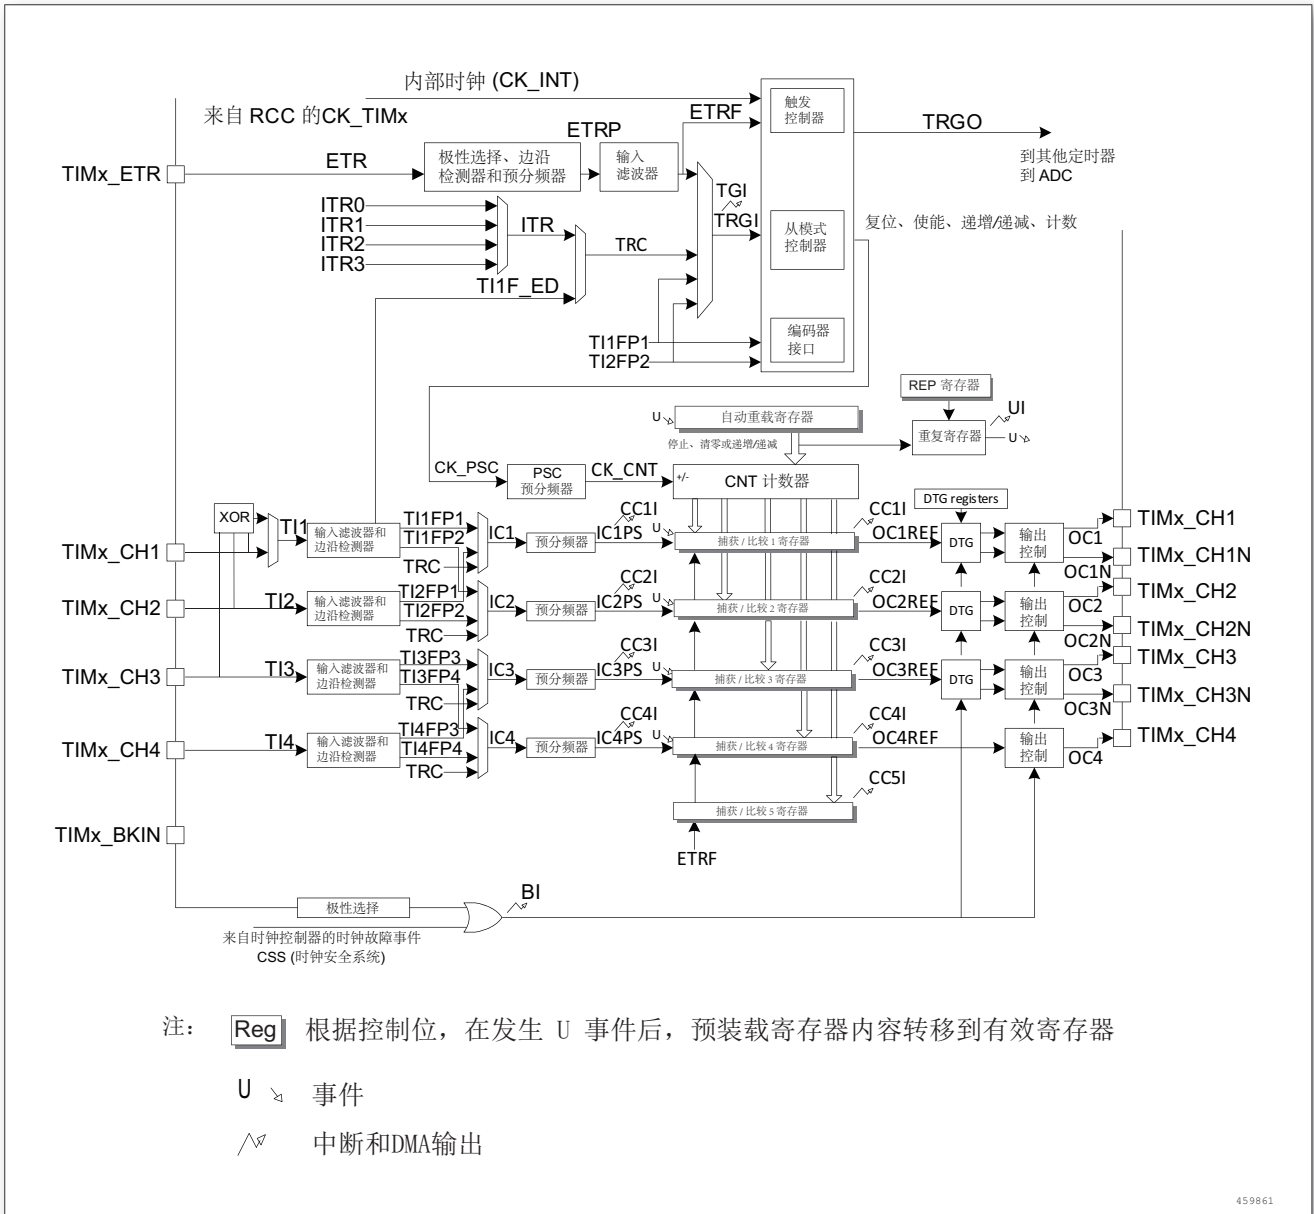 内部时钟 (CK_INT)
来自 RCC 的CK_TIMx
触发
控制器
ETRF
TRGO
到其他定时器
到 ADC
TIMx_ETR
ETR
极性选择、边沿
检测器和预分频器
ETRP
输入
滤波器
ITR0
ITR1
ITR2
ITR3
ITR
TRC
TI1F_ED
TGI
TRGI
从模式
控制器
复位、使能、递增/递减、计数
TI1FP1
TI2FP2
编码器
接口
REP 寄存器
UI
U
自动重载寄存器
重复寄存器
U
停止、清零或递增/递减
CK_PSC
PSC
预分频器
CK_CNT
+/-
CNT 计数器
DTG registers
XOR
TIMx_CH1
TI1
输入滤波器和
边沿检测器
TI1FP1
TI1FP2
TRC
IC1
预分频器
IC1PS
CC1I
U
捕获 / 比较 1 寄存器
CC1I
OC1REF
DTG
输出
控制
OC1
OC1N
TIMx_CH1
TIMx_CH1N
TIMx_CH2
TI2
输入滤波器和
边沿检测器
TI2FP1
TI2FP2
TRC
IC2
预分频器
IC2PS
CC2I
U
捕获 / 比较 2 寄存器
CC2I
OC2REF
DTG
输出
控制
OC2
OC2N
TIMx_CH2
TIMx_CH2N
TIMx_CH3
TI3
输入滤波器和
边沿检测器
TI3FP3
TI3FP4
TRC
IC3
预分频器
IC3PS
CC3I
U
捕获 / 比较 3 寄存器
CC3I
OC3REF
DTG
输出
控制
OC3
OC3N
TIMx_CH3
TIMx_CH3N
TIMx_CH4
TI4
输入滤波器和
边沿检测器
TI4FP3
TI4FP4
TRC
IC4
预分频器
IC4PS
CC4I
U
捕获 / 比较 4 寄存器
CC4I
OC4REF
输出
控制
OC4
TIMx_CH4
CC5I
捕获 / 比较 5 寄存器
ETRF
TIMx_BKIN
极性选择
BI
来自时钟控制器的时钟故障事件
CSS (时钟安全系统)
注: Reg 根据控制位，在发生 U 事件后，预装载寄存器内容转移到有效寄存器
U 事件
中断和DMA输出
459861